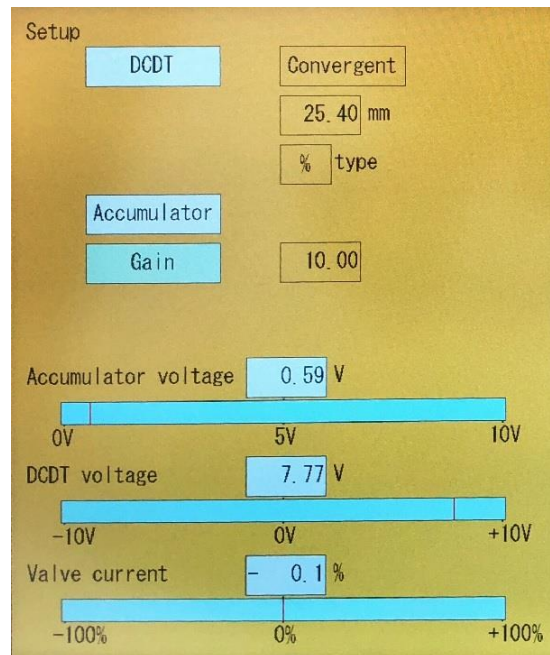 Setup
DCDT Convergent
25.40 mm
% type
Accumulator
Gain 10.00
Accumulator voltage 0.59 V
0V 5V 10V
DCDT voltage 7.77 V
-10V 0V +10V
Valve current - 0.1 %
-100% 0% +100%